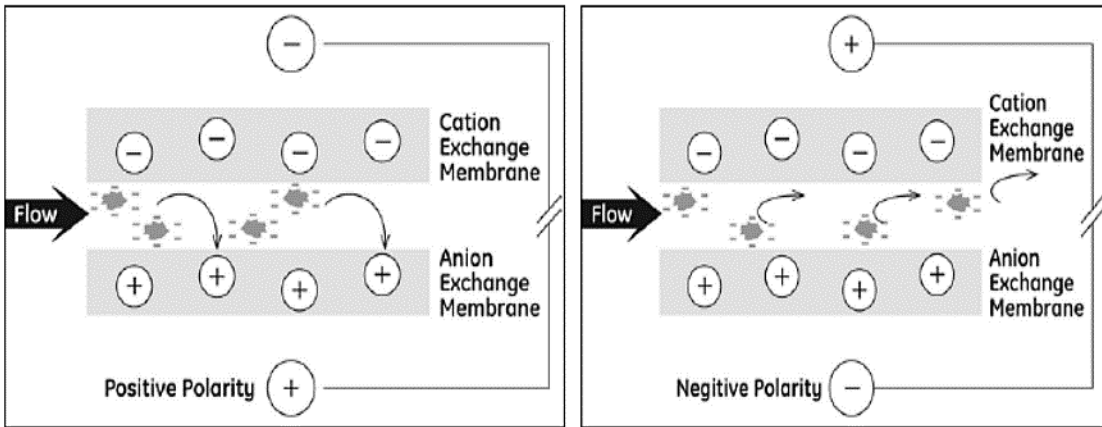 Cation
Exchange
Membrane
Flow
Anion
Exchange
Membrane
Positive Polarity
Cation
Exchange
Membrane
Flow
Anion
Exchange
Membrane
Negitive Polarity